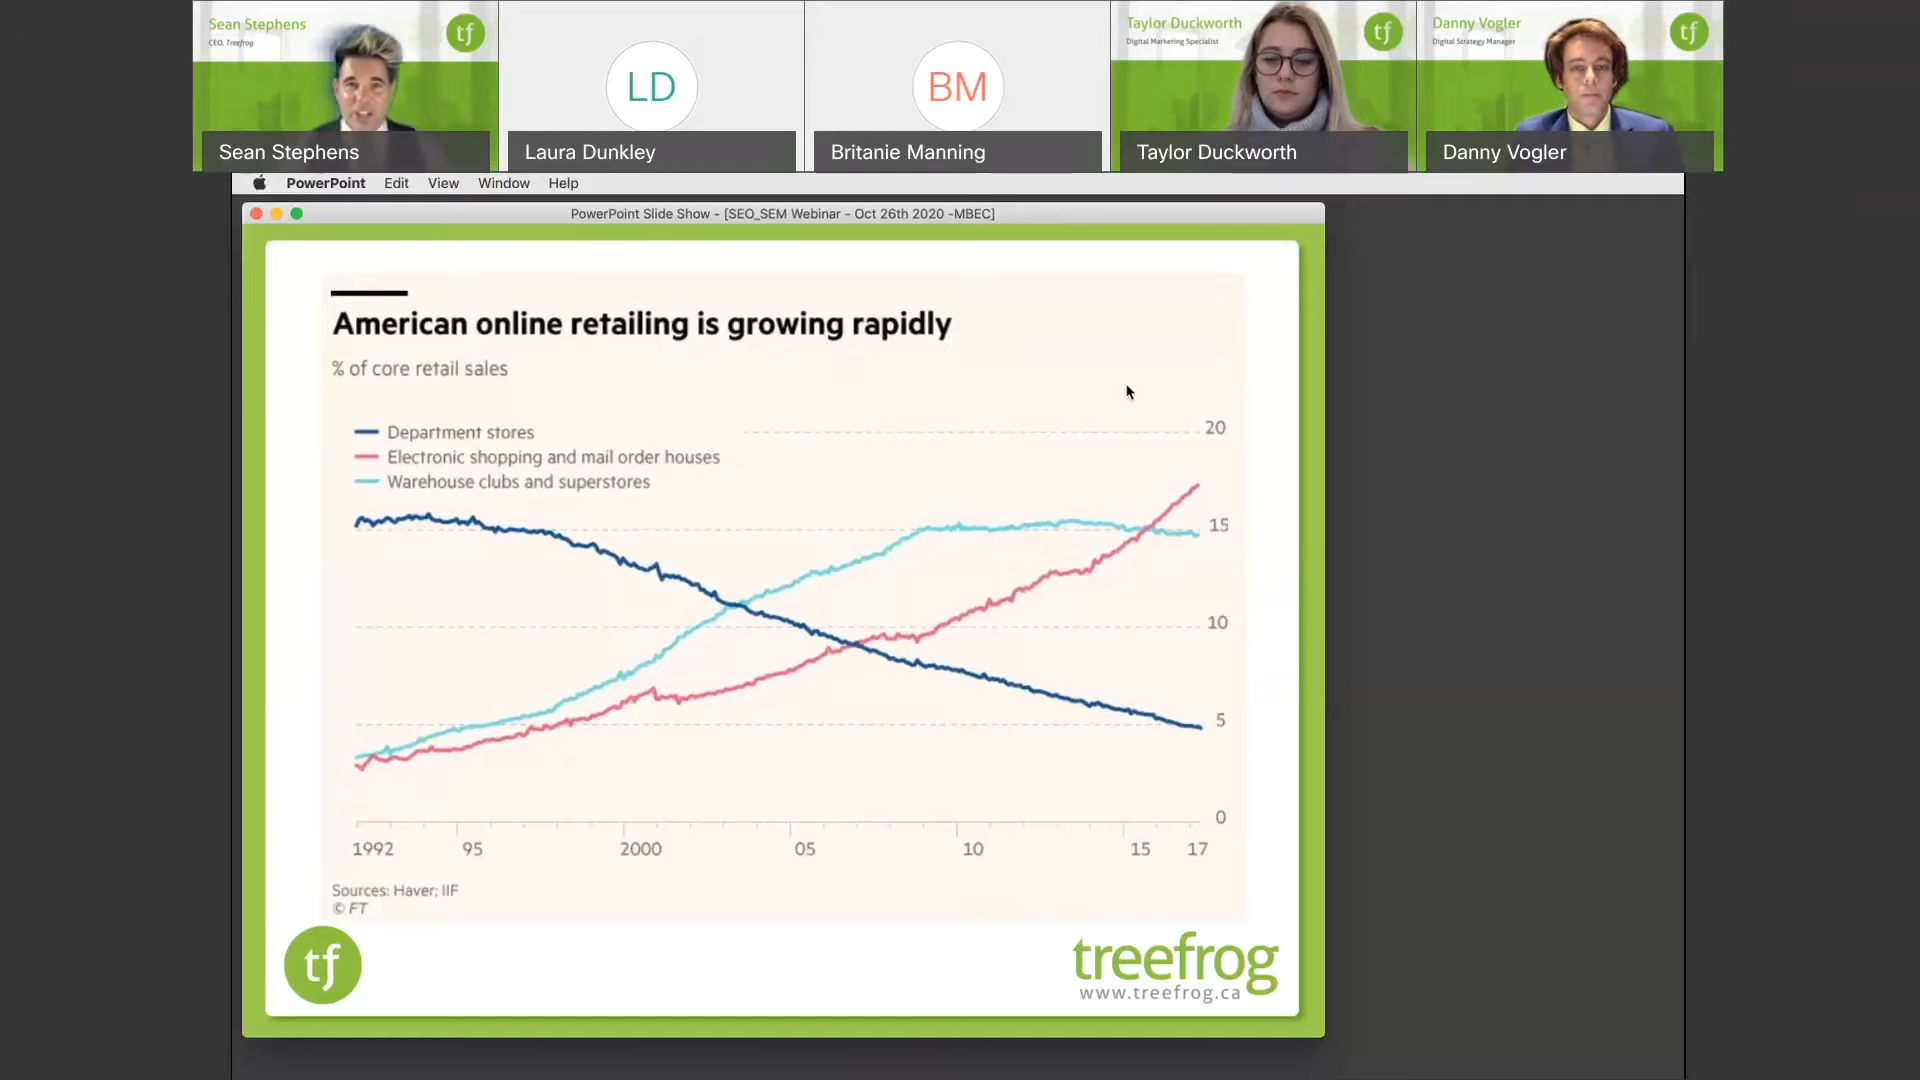 Sean Stephens
CEO, Treefrog
tf
LD
BM
Taylor Duckworth
Digital Marketing Specialist
tf
Danny Vogler
Digital Strategy Manager
tf
Sean Stephens
Laura Dunkley
Britanie Manning
Taylor Duckworth
Danny Vogler
PowerPoint Edit View Window Help
PowerPoint Slide Show - [SEO_SEM Webinar - Oct 26th 2020 -MBEC]
American online retailing is growing rapidly
% of core retail sales
Department stores
Electronic shopping and mail order houses
Warehouse clubs and superstores
20
15
10
5
0
1992 95 2000 05 10 15 17
Sources: Haver; IIF
© FT
tf
treefrog
www.treefrog.ca